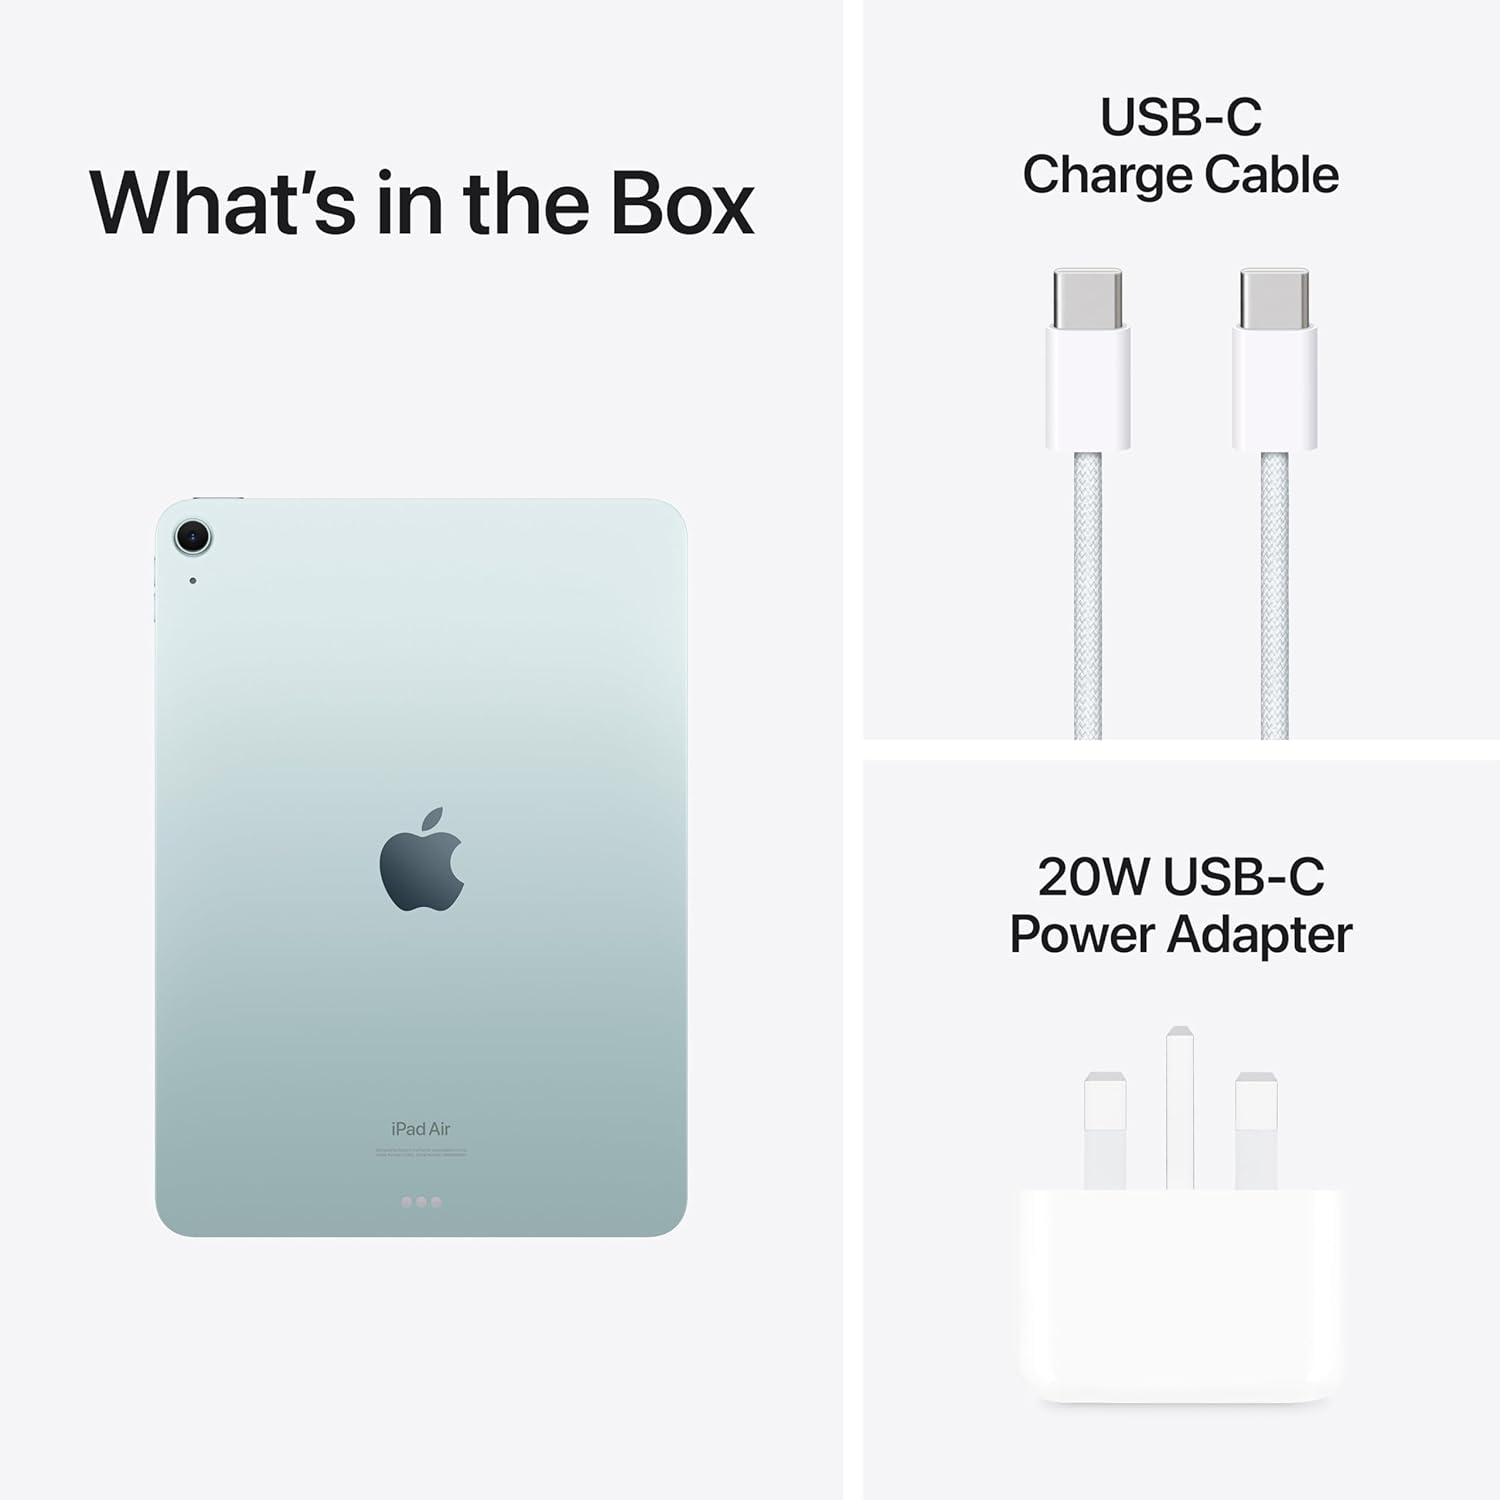 What’s in the Box
iPad Air
USB-C
Charge Cable
20W USB-C
Power Adapter